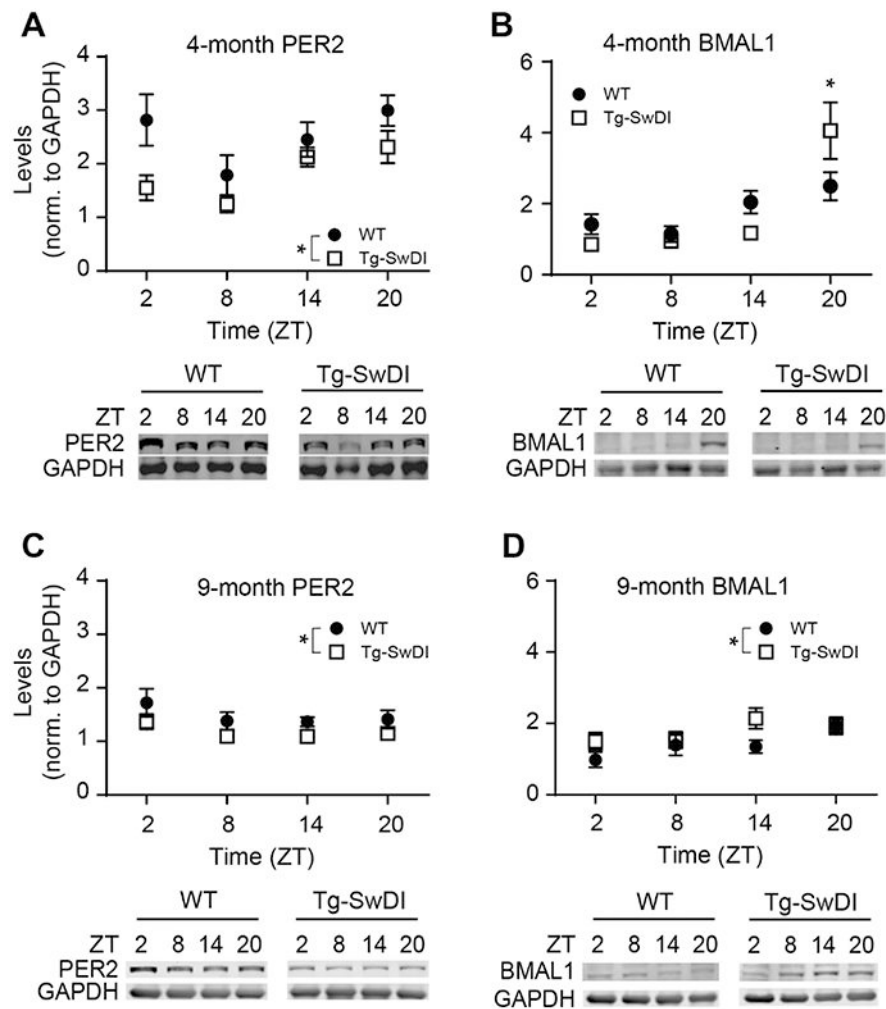 A
4-month PER2
Levels
(norm. to GAPDH)
4
3
2
1
0
* WT
Tg-SwDI
2 8 14 20
Time (ZT)
WT Tg-SwDI
ZT 2 8 14 20 2 8 14 20
PER2
GAPDH
B
4-month BMAL1
6
4
2
0
WT
Tg-SwDI
*
2 8 14 20
Time (ZT)
WT Tg-SwDI
ZT 2 8 14 20 2 8 14 20
BMAL1
GAPDH
C
9-month PER2
Levels
(norm. to GAPDH)
4
3
2
1
0
* WT
Tg-SwDI
2 8 14 20
Time (ZT)
WT Tg-SwDI
ZT 2 8 14 20 2 8 14 20
PER2
GAPDH
D
9-month BMAL1
6
4
2
0
* WT
Tg-SwDI
2 8 14 20
Time (ZT)
WT Tg-SwDI
ZT 2 8 14 20 2 8 14 20
BMAL1
GAPDH